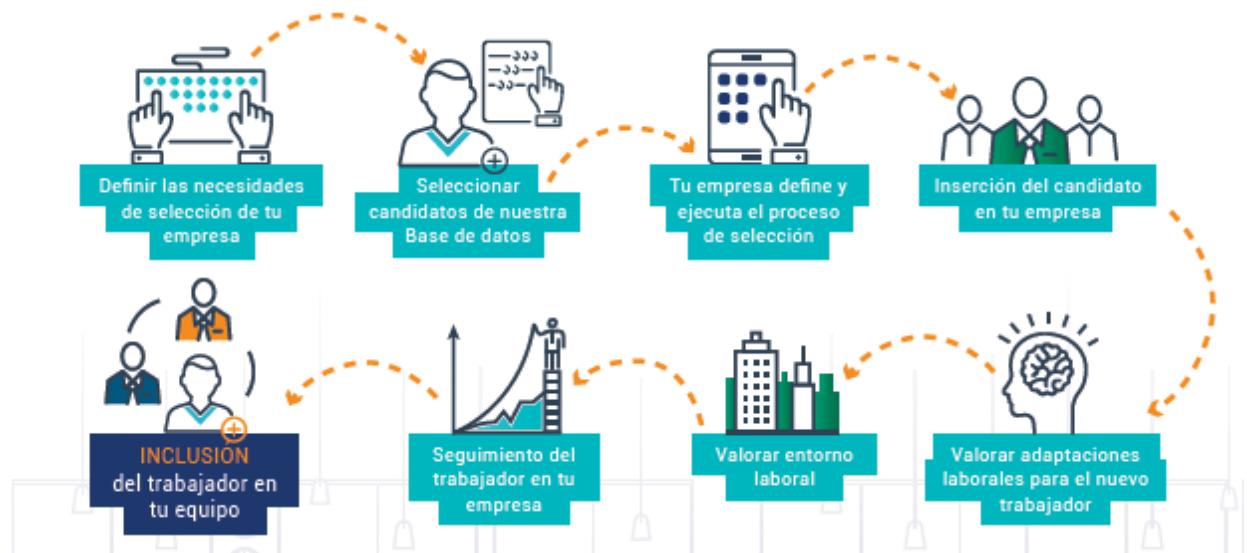 Definir las necesidades
de selección de tu
empresa
Seleccionar
candidatos de nuestra
Base de datos
Tu empresa define y
ejecuta el proceso
de selección
Inserción del candidato
en tu empresa
Valorar adaptaciones
laborales para el nuevo
trabajador
Valorar entorno
laboral
Seguimiento del
trabajador en tu
empresa
INCLUSIÓN
del trabajador en
tu equipo